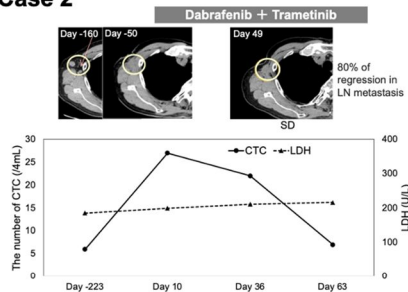 Case 2
Dabrafenib + Trametinib
Day -160
Day -50
Day 49
80% of
regression in
LN metastasis
SD
CTC
LDH
The number of CTC (/4mL)
30
25
20
15
10
5
0
400
300
200
100
0
LDH (U/L)
Day -223
Day 10
Day 36
Day 63